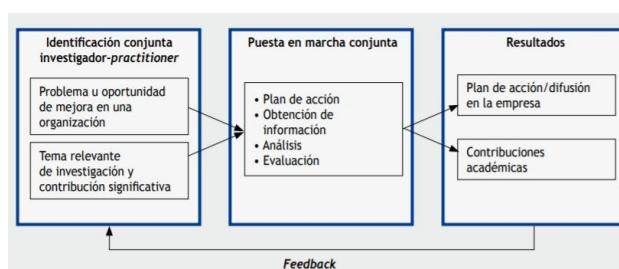 Identificación conjunta
investigador-practitioner
Problema u oportunidad
de mejora en una
organización
Tema relevante
de investigación y
contribución significativa
Puesta en marcha conjunta
• Plan de acción
• Obtención de
información
• Análisis
• Evaluación
Resultados
Plan de acción/difusión
en la empresa
Contribuciones
académicas
Feedback